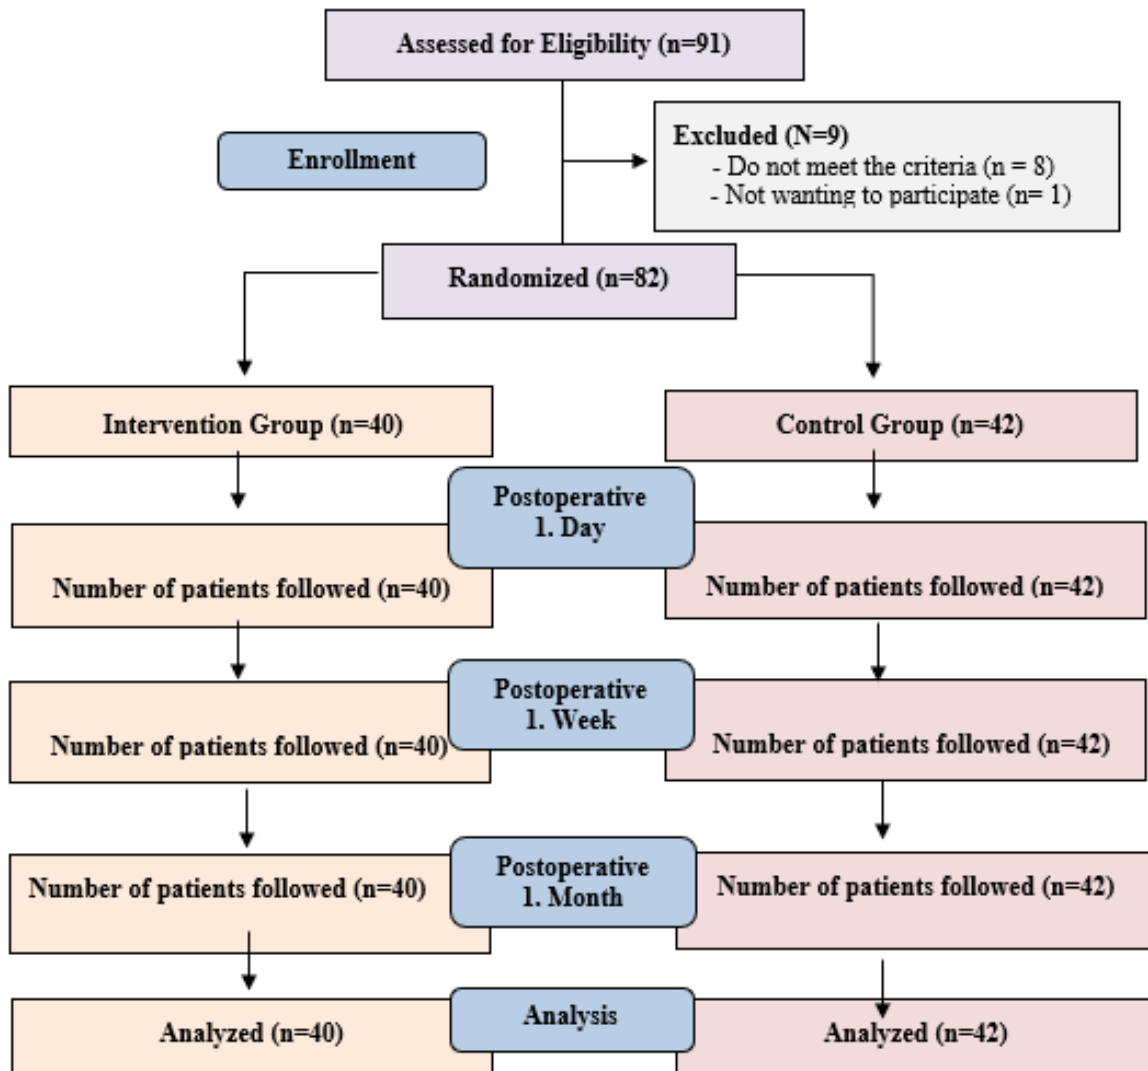 Assessed for Eligibility (n=91)
Enrollment
Excluded (N=9)
- Do not meet the criteria (n = 8)
- Not wanting to participate (n= 1)
Randomized (n=82)
Intervention Group (n=40)
Control Group (n=42)
Postoperative
1. Day
Number of patients followed (n=40)
Number of patients followed (n=42)
Postoperative
1. Week
Number of patients followed (n=40)
Number of patients followed (n=42)
Postoperative
1. Month
Number of patients followed (n=40)
Number of patients followed (n=42)
Analysis
Analyzed (n=40)
Analyzed (n=42)